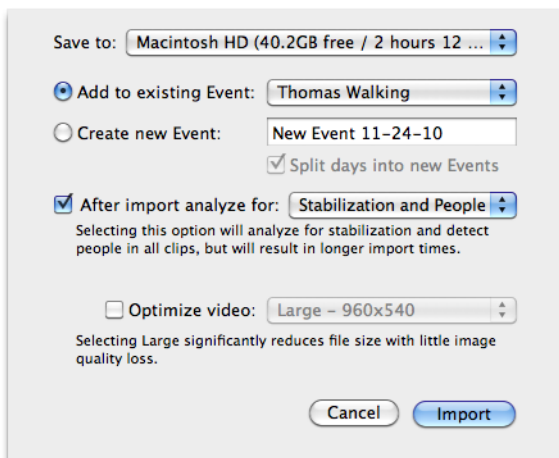 Save to: Macintosh HD (40.2GB free / 2 hours 12 ...
Add to existing Event: Thomas Walking
Create new Event: New Event 11-24-10
Split days into new Events
After import analyze for: Stabilization and People
Selecting this option will analyze for stabilization and detect
people in all clips, but will result in longer import times.
Optimize video: Large - 960x540
Selecting Large significantly reduces file size with little image
quality loss.
Cancel Import